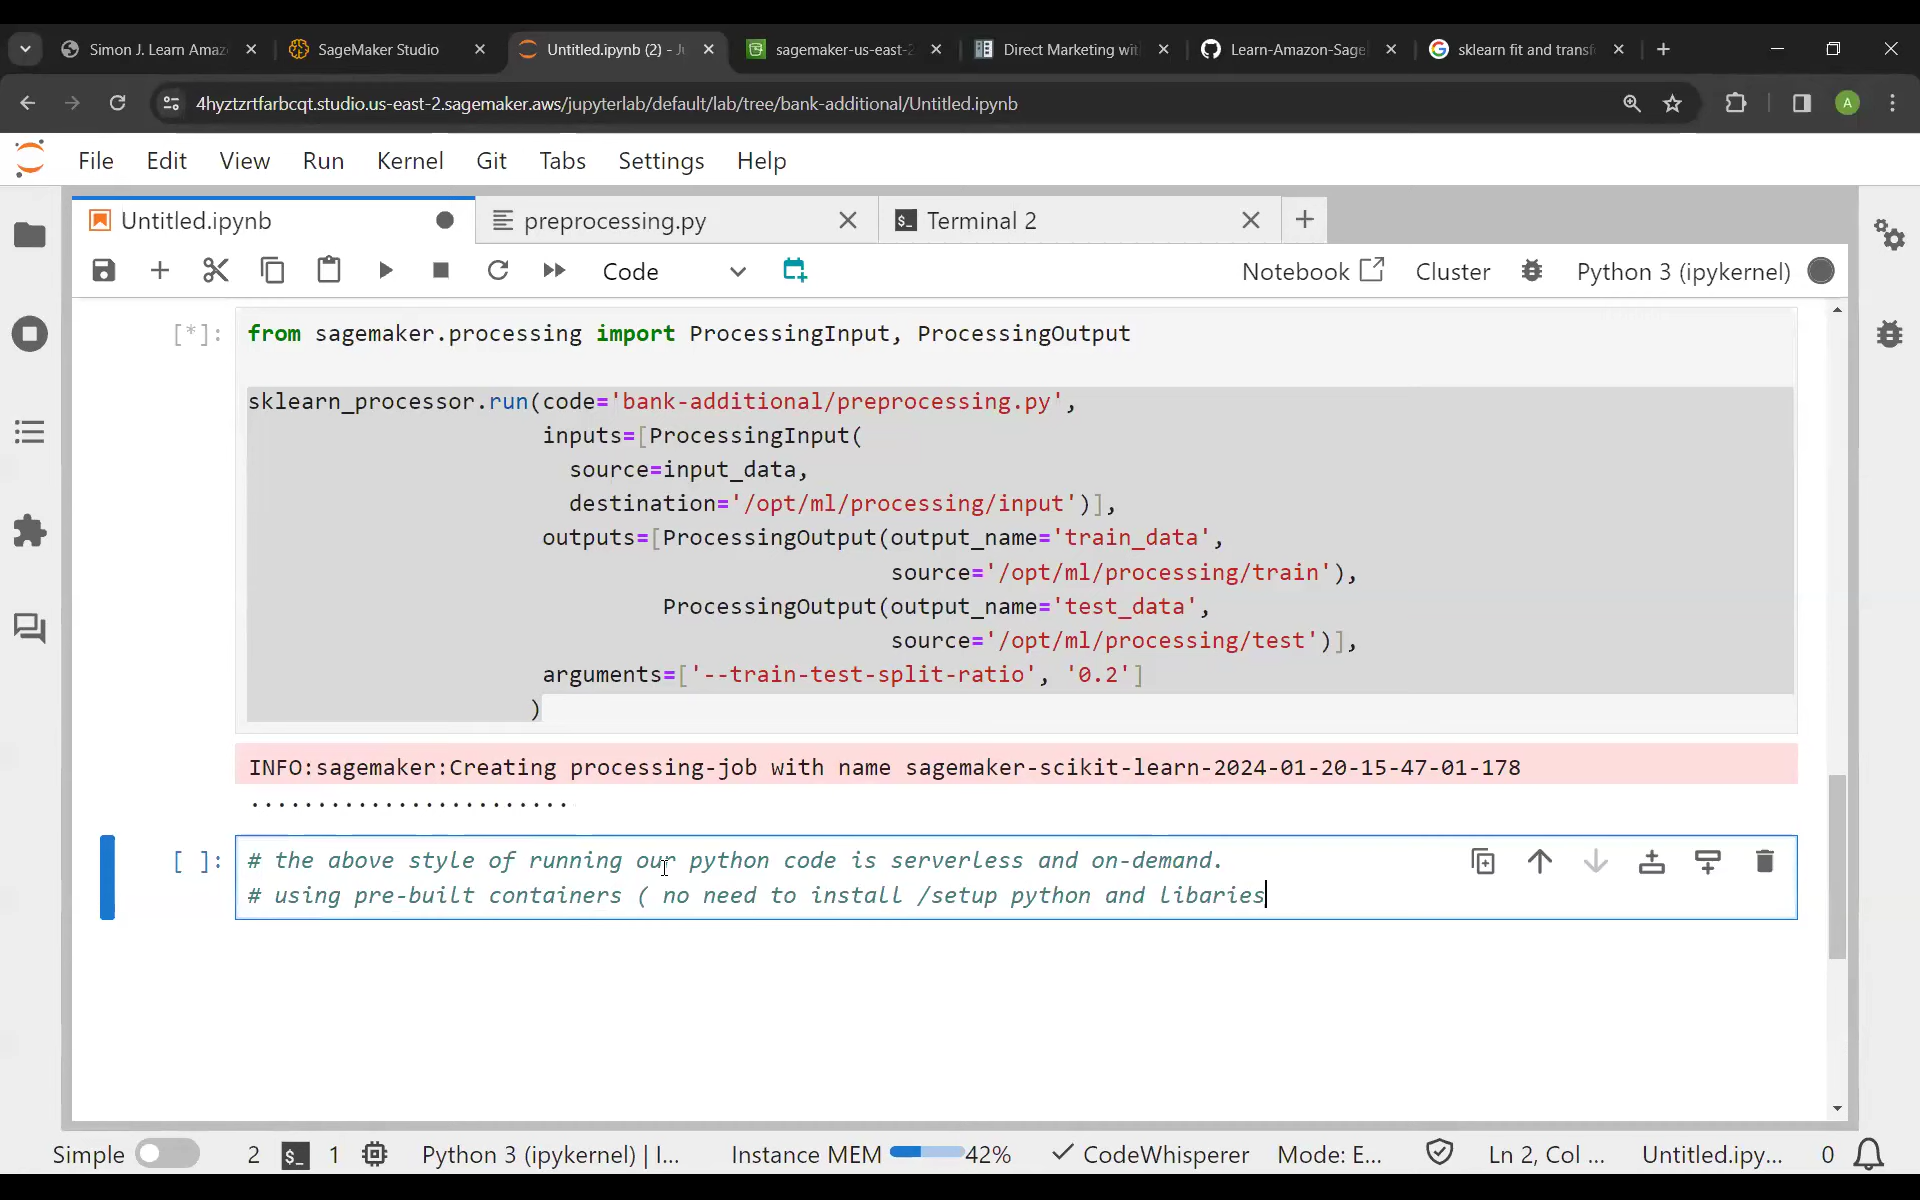 Simon J. Learn Amaz
SageMaker Studio
Untitled.ipynb (2) - Ju
sagemaker-us-east-2
Direct Marketing wit
Learn-Amazon-Sage
sklearn fit and transf
4hyztzrtfarbcqt.studio.us-east-2.sagemaker.aws/jupyterlab/default/lab/tree/bank-additional/Untitled.ipynb
A
File Edit View Run Kernel Git Tabs Settings Help
Untitled.ipynb
preprocessing.py
Terminal 2
Code
Notebook
Cluster
Python 3 (ipykernel)
[*]:
from sagemaker.processing import ProcessingInput, ProcessingOutput
sklearn_processor.run(code='bank-additional/preprocessing.py',
inputs=[ProcessingInput(
source=input_data,
destination='/opt/ml/processing/input')],
outputs=[ProcessingOutput(output_name='train_data',
source='/opt/ml/processing/train'),
ProcessingOutput(output_name='test_data',
source='/opt/ml/processing/test')],
arguments=['--train-test-split-ratio', '0.2']
)
INFO:sagemaker:Creating processing-job with name sagemaker-scikit-learn-2024-01-20-15-47-01-178
........................
[ ]:
# the above style of running our python code is serverless and on-demand.
# using pre-built containers ( no need to install /setup python and libaries
Simple 2 $_ 1 Python 3 (ipykernel) | I... Instance MEM 42% CodeWhisperer Mode: E... Ln 2, Col ... Untitled.ipy... 0